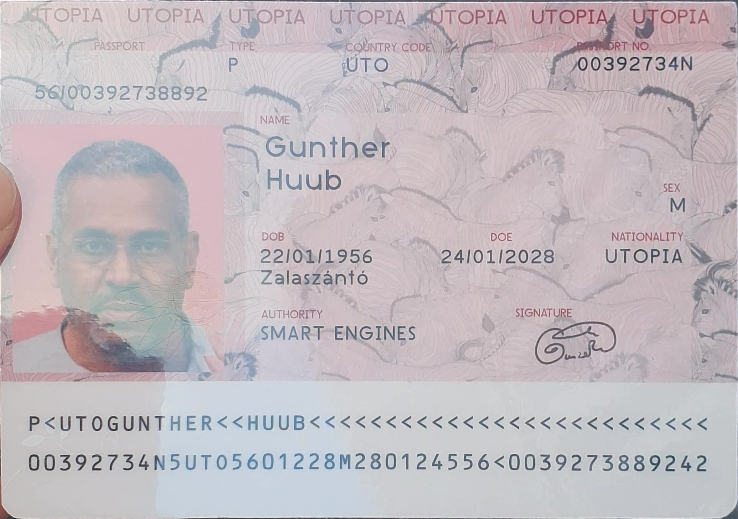 UTOPIA UTOPIA UTOPIA UTOPIA UTOPIA UTOPIA UTOPIA
PASSPORT TYPE COUNTRY CODE PASSPORT NO
P UTO 00392734N
56/00392738892
NAME
Gunther
Huub
SEX
M
DOB DOE NATIONALITY
22/01/1956 24/01/2028 UTOPIA
Zalaszántó
AUTHORITY SIGNATURE
SMART ENGINES
P<UTOGUNTHER<<HUUB<<<<<<<<<<<<<<<<<<<<<<<<<<
00392734N5UTO5601228M280124556<0039273889242